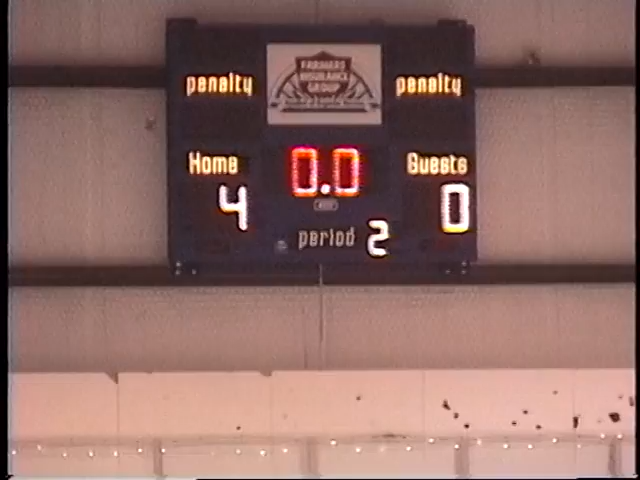 FARMERS
INSURANCE
GROUP
penalty penalty
Home 0.0 Guests
4 0
period 2